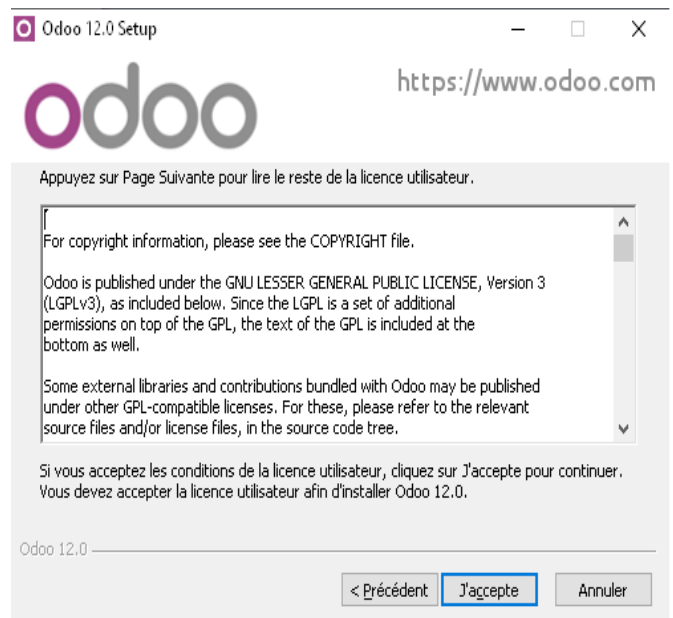 Odoo 12.0 Setup
odoo
https://www.odoo.com
Appuyez sur Page Suivante pour lire le reste de la licence utilisateur.
For copyright information, please see the COPYRIGHT file.
Odoo is published under the GNU LESSER GENERAL PUBLIC LICENSE, Version 3
(LGPLv3), as included below. Since the LGPL is a set of additional
permissions on top of the GPL, the text of the GPL is included at the
bottom as well.
Some external libraries and contributions bundled with Odoo may be published
under other GPL-compatible licenses. For these, please refer to the relevant
source files and/or license files, in the source code tree.
Si vous acceptez les conditions de la licence utilisateur, cliquez sur J'accepte pour continuer.
Vous devez accepter la licence utilisateur afin d'installer Odoo 12.0.
Odoo 12.0
< Précédent J'accepte Annuler